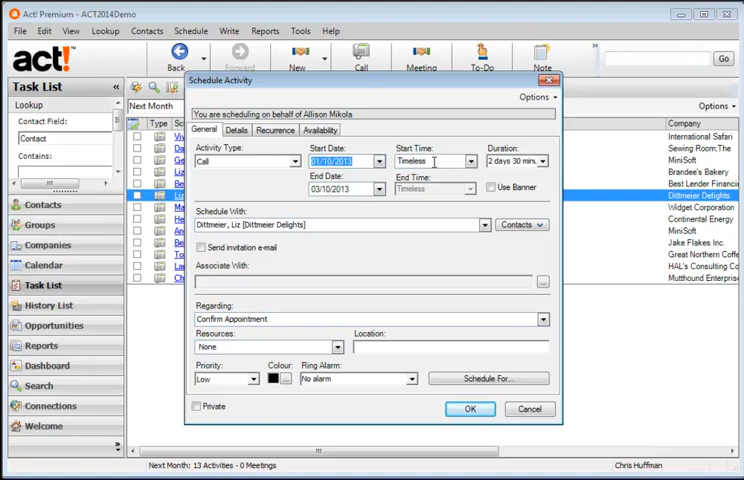 Act! Premium - ACT2014Demo
File Edit View Lookup Contacts Schedule Write Reports Tools Help
act! Back Forward New Call Meeting To-Do Note » Go
Task List «
Lookup
Contact Field:
Contact
Contains:
Contacts
Groups
Companies
Calendar
Task List
History List
Opportunities
Reports
Dashboard
Search
Connections
Welcome
Next Month
Options
Type
Company
International Safari
Sewing Room;The
MiniSoft
Brandee's Bakery
Best Lender Financi
Dittmeier Delights
Widget Corporation
Continental Energy
MiniSoft
Jake Flakes Inc.
Great Northern Coffe
HAL's Consulting Co
Mutthound Enterprise
Schedule Activity
Options
You are scheduling on behalf of Allison Mikola
General Details Recurrence Availability
Activity Type: Start Date: Start Time: Duration:
Call 01/10/2013 Timeless 2 days 30 minu
End Date: End Time:
03/10/2013 Timeless Use Banner
Schedule With:
Dittmeier, Liz [Dittmeier Delights] Contacts
Send invitation e-mail
Associate With:
...
Regarding:
Confirm Appointment
Resources: Location:
None
Priority: Colour: Ring Alarm:
Low ... No alarm Schedule For...
Private
OK Cancel
Next Month: 13 Activities - 0 Meetings Chris Huffman